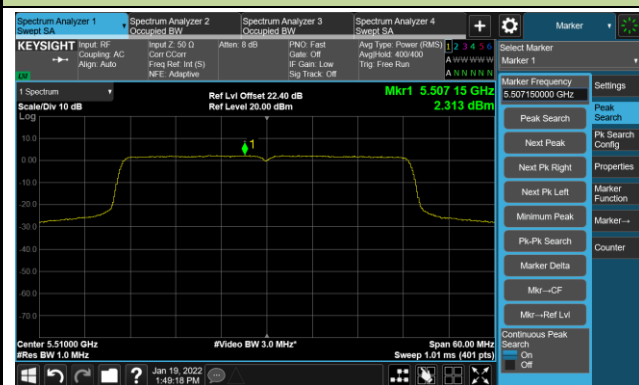 Spectrum Analyzer 1
Swept SA
Spectrum Analyzer 2
Occupied BW
Spectrum Analyzer 3
Occupied BW
Spectrum Analyzer 4
Swept SA
+
Marker
KEYSIGHT
Input: RF
Coupling: AC
Align: Auto
Input Z: 50 Ω
Corr CCorr
Freq Ref: Int (S)
NFE: Adaptive
Atten: 8 dB
PNO: Fast
Gate: Off
IF Gain: Low
Sig Track: Off
Avg Type: Power (RMS)
Avg|Hold: 400/400
Trig: Free Run
1 2 3 4 5 6
A W W W W W
A N N N N N
LVI
Select Marker
Marker 1
1 Spectrum
Scale/Div 10 dB
Log
Ref Lvl Offset 22.40 dB
Ref Level 20.00 dBm
Mkr1 5.507 15 GHz
2.313 dBm
10.0
0.00
-10.0
-20.0
-30.0
-40.0
-50.0
-60.0
-70.0
1
Center 5.51000 GHz
#Res BW 1.0 MHz
#Video BW 3.0 MHz*
Span 60.00 MHz
Sweep 1.01 ms (401 pts)
Marker Frequency
5.507150000 GHz
Peak Search
Next Peak
Next Pk Right
Next Pk Left
Minimum Peak
Pk-Pk Search
Marker Delta
Mkr→CF
Mkr→Ref Lvl
Continuous Peak
Search
On
Off
Settings
Peak
Search
Pk Search
Config
Properties
Marker
Function
Marker→
Counter
?
Jan 19, 2022
1:49:18 PM